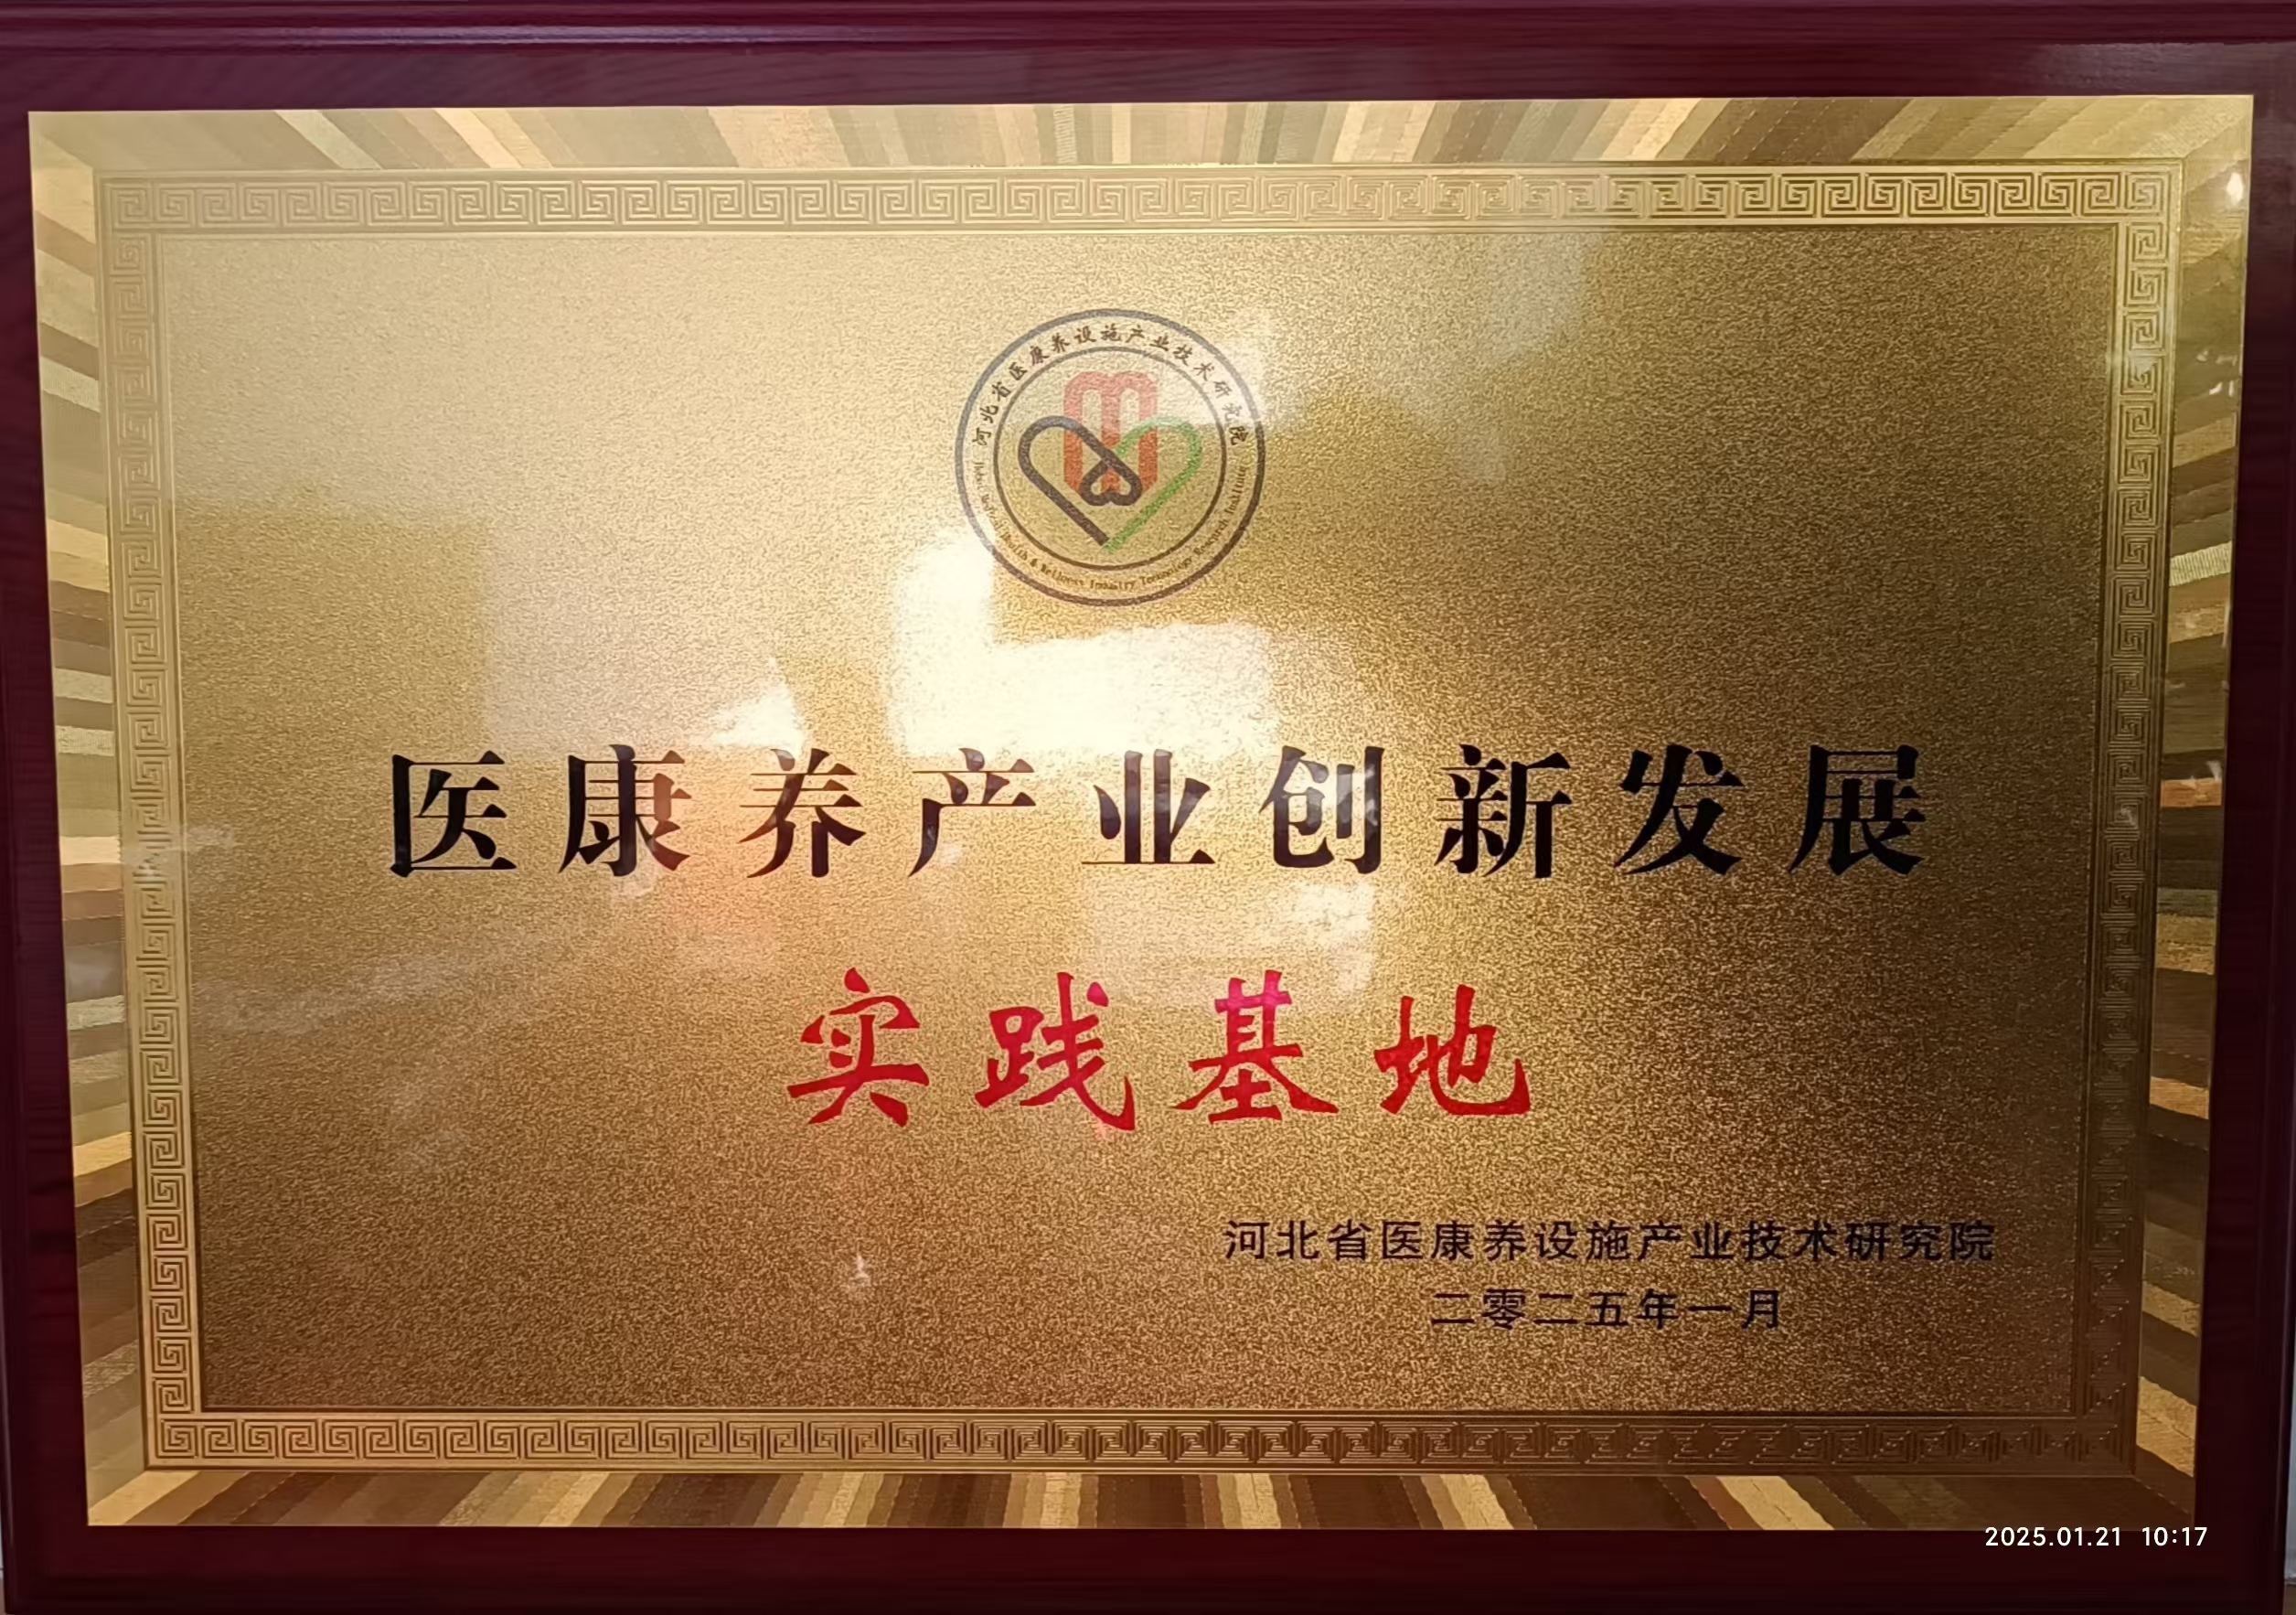 河北省医康养设施产业技术研究院
医康养产业创新发展
实践基地
河北省医康养设施产业技术研究院
二零二五年一月
2025.01.21 10:17